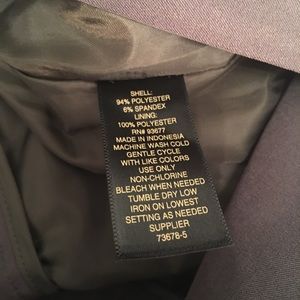 SHELL:
94% POLYESTER
6% SPANDEX
LINING:
100% POLYESTER
RN# 93677
MADE IN INDONESIA
MACHINE WASH COLD
GENTLE CYCLE
WITH LIKE COLORS
USE ONLY
NON-CHLORINE
BLEACH WHEN NEEDED
TUMBLE DRY LOW
IRON ON LOWEST
SETTING AS NEEDED
SUPPLIER
73678-5